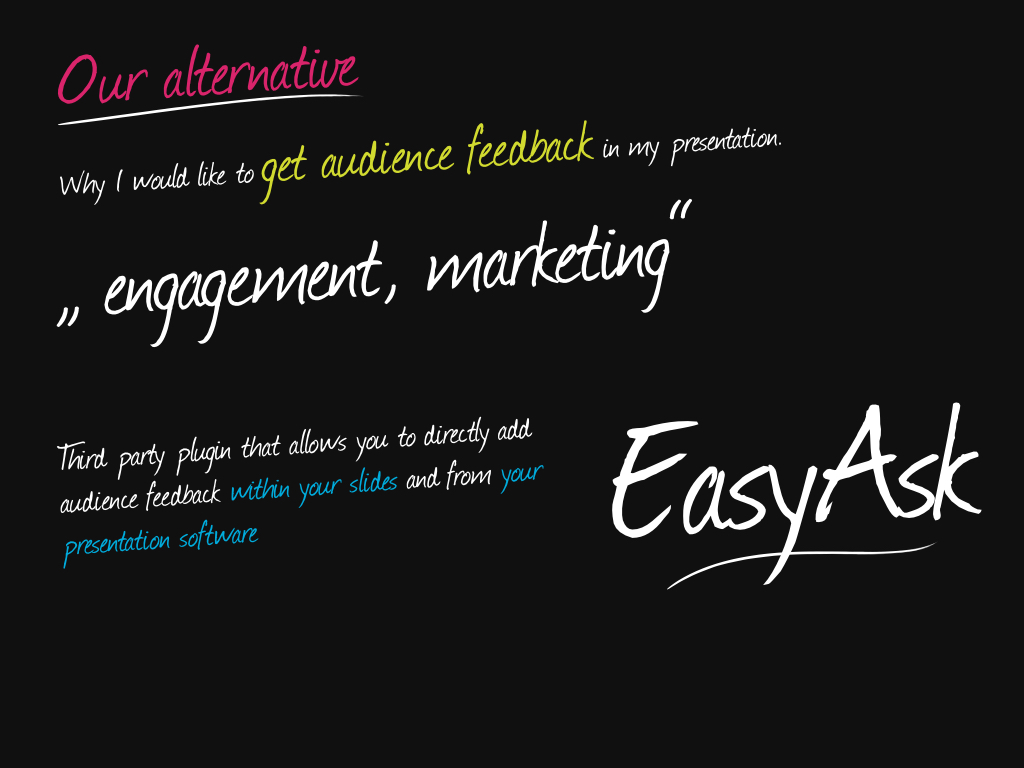 Our alternative
Why I would like to get audience feedback in my presentation.
„ engagement, marketing“
Third party plugin that allows you to directly add
audience feedback within your slides and from your
presentation software
EasyAsk